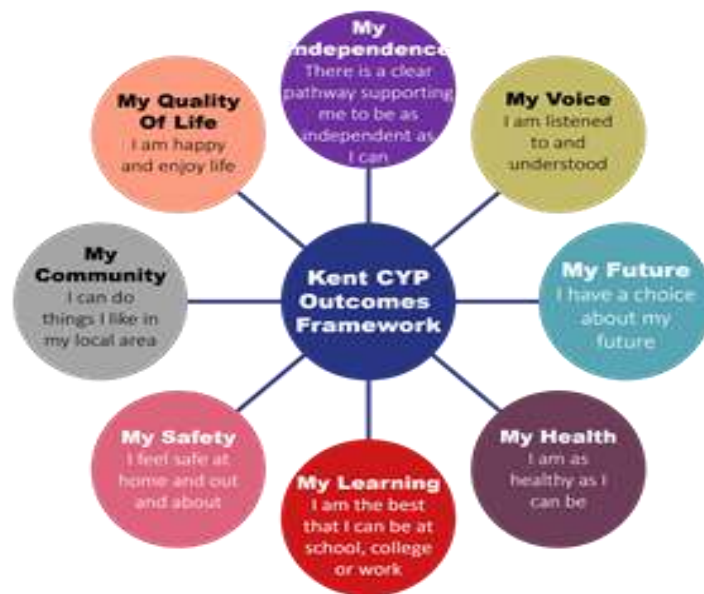 My
Independence
There is a clear
pathway supporting
me to be as
independent as
I can
My Voice
I am listened
to and
understood
My Future
I have a choice
about my
future
My Health
I am as
healthy as I
can be
My Learning
I am the best
that I can be at
school, college
or work
My Safety
I feel safe at
home and out
and about
My
Community
I can do
things I like in
my local area
My Quality
Of Life
I am happy
and enjoy life
Kent CYP
Outcomes
Framework